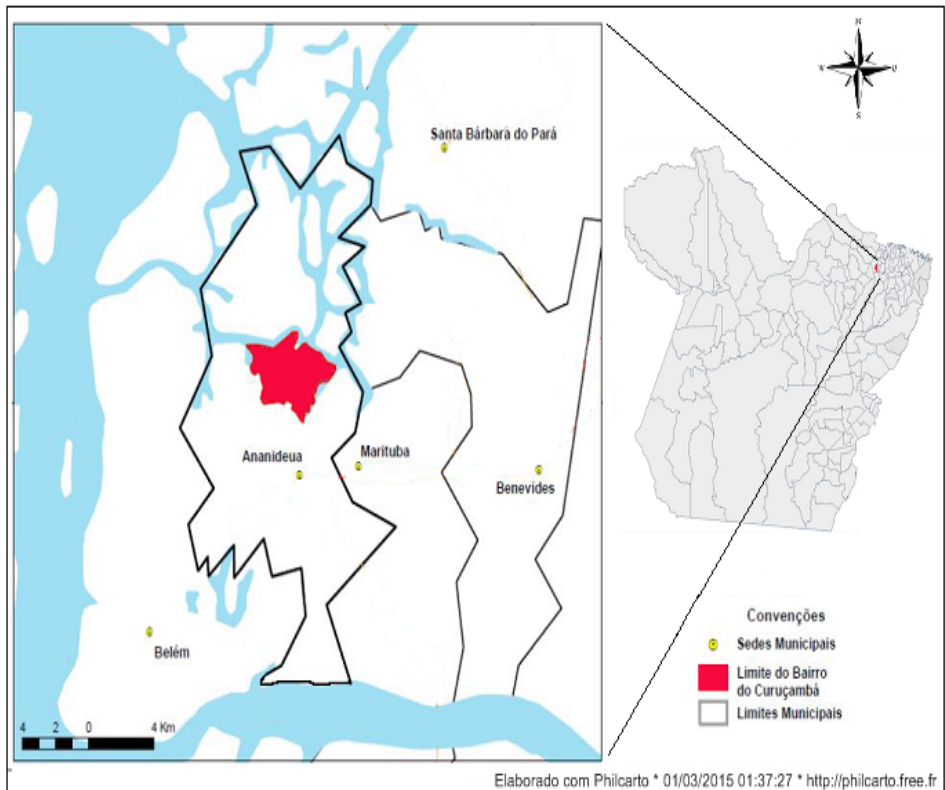 N
W
O
S
Santa Bárbara do Pará
Ananideua
Marituba
Benevides
Belém
4 2 0 4 Km
Convenções
Sedes Municipais
Limite do Bairro
do Curuçambá
Limites Municipais
Elaborado com Philcarto * 01/03/2015 01:37:27 * http://philcarto.free.fr